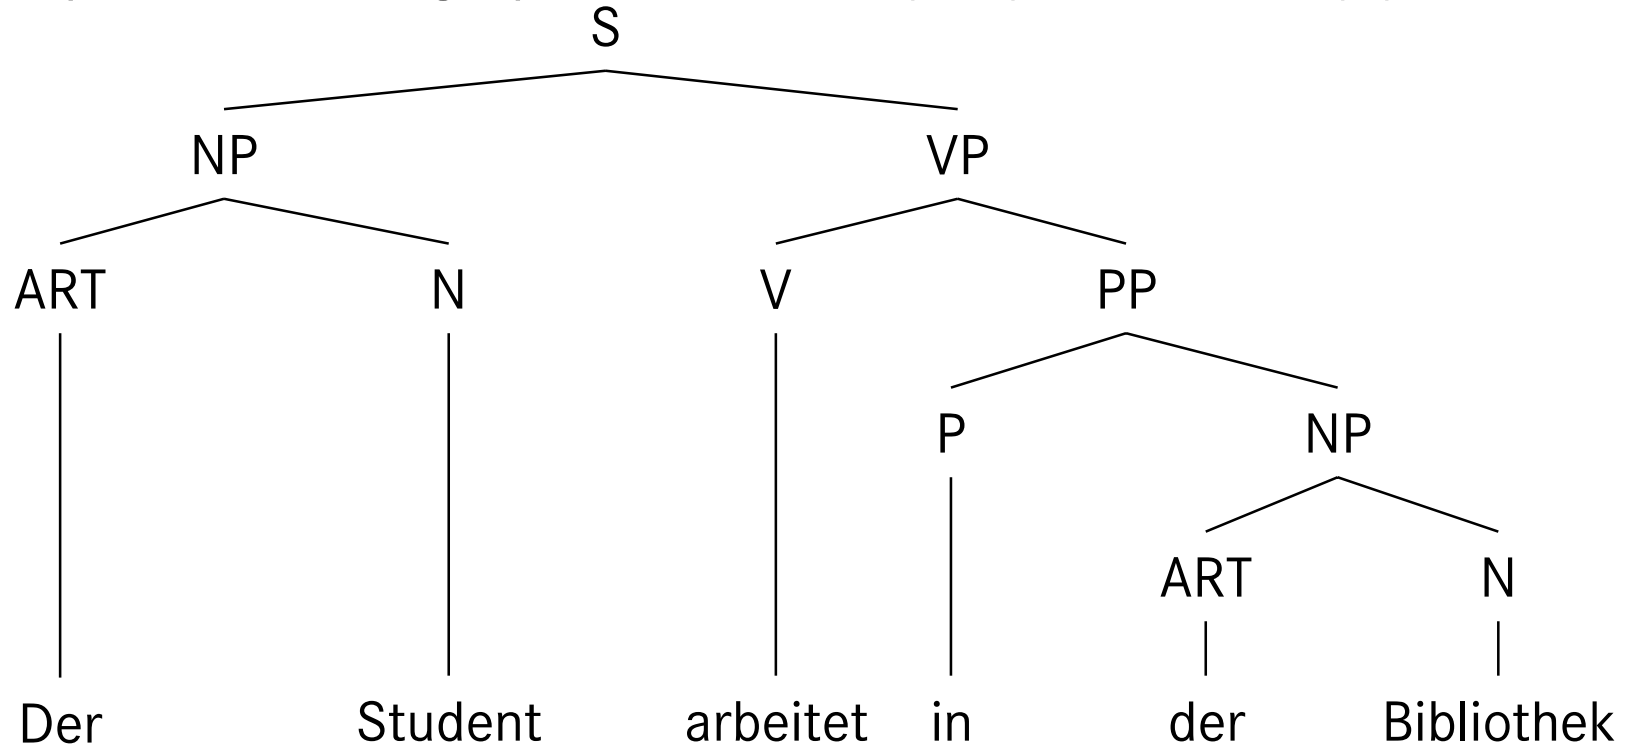 S
NP VP
ART N V PP
P NP
ART N
Der Student arbeitet in der Bibliothek